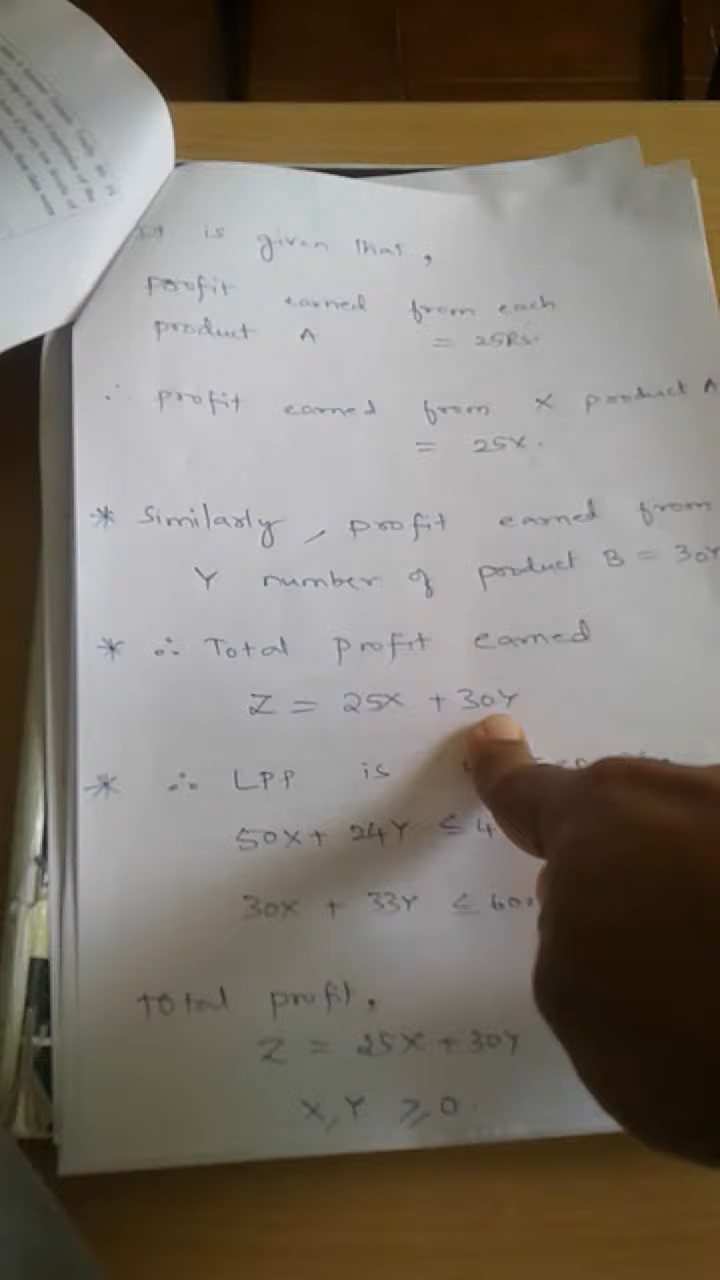 is given that,
profit earned from each
product A = 25Rs.
∴ profit earned from X product A
= 25X.
* Similarly, profit earned from
Y number of product B = 30Y
* ∴ Total profit earned
Z = 25X + 30Y
* ∴ LPP is
50X + 24Y ≤ 4
30X + 33Y ≤ 60
Total profit,
Z = 25X + 30Y
X, Y ≥ 0.